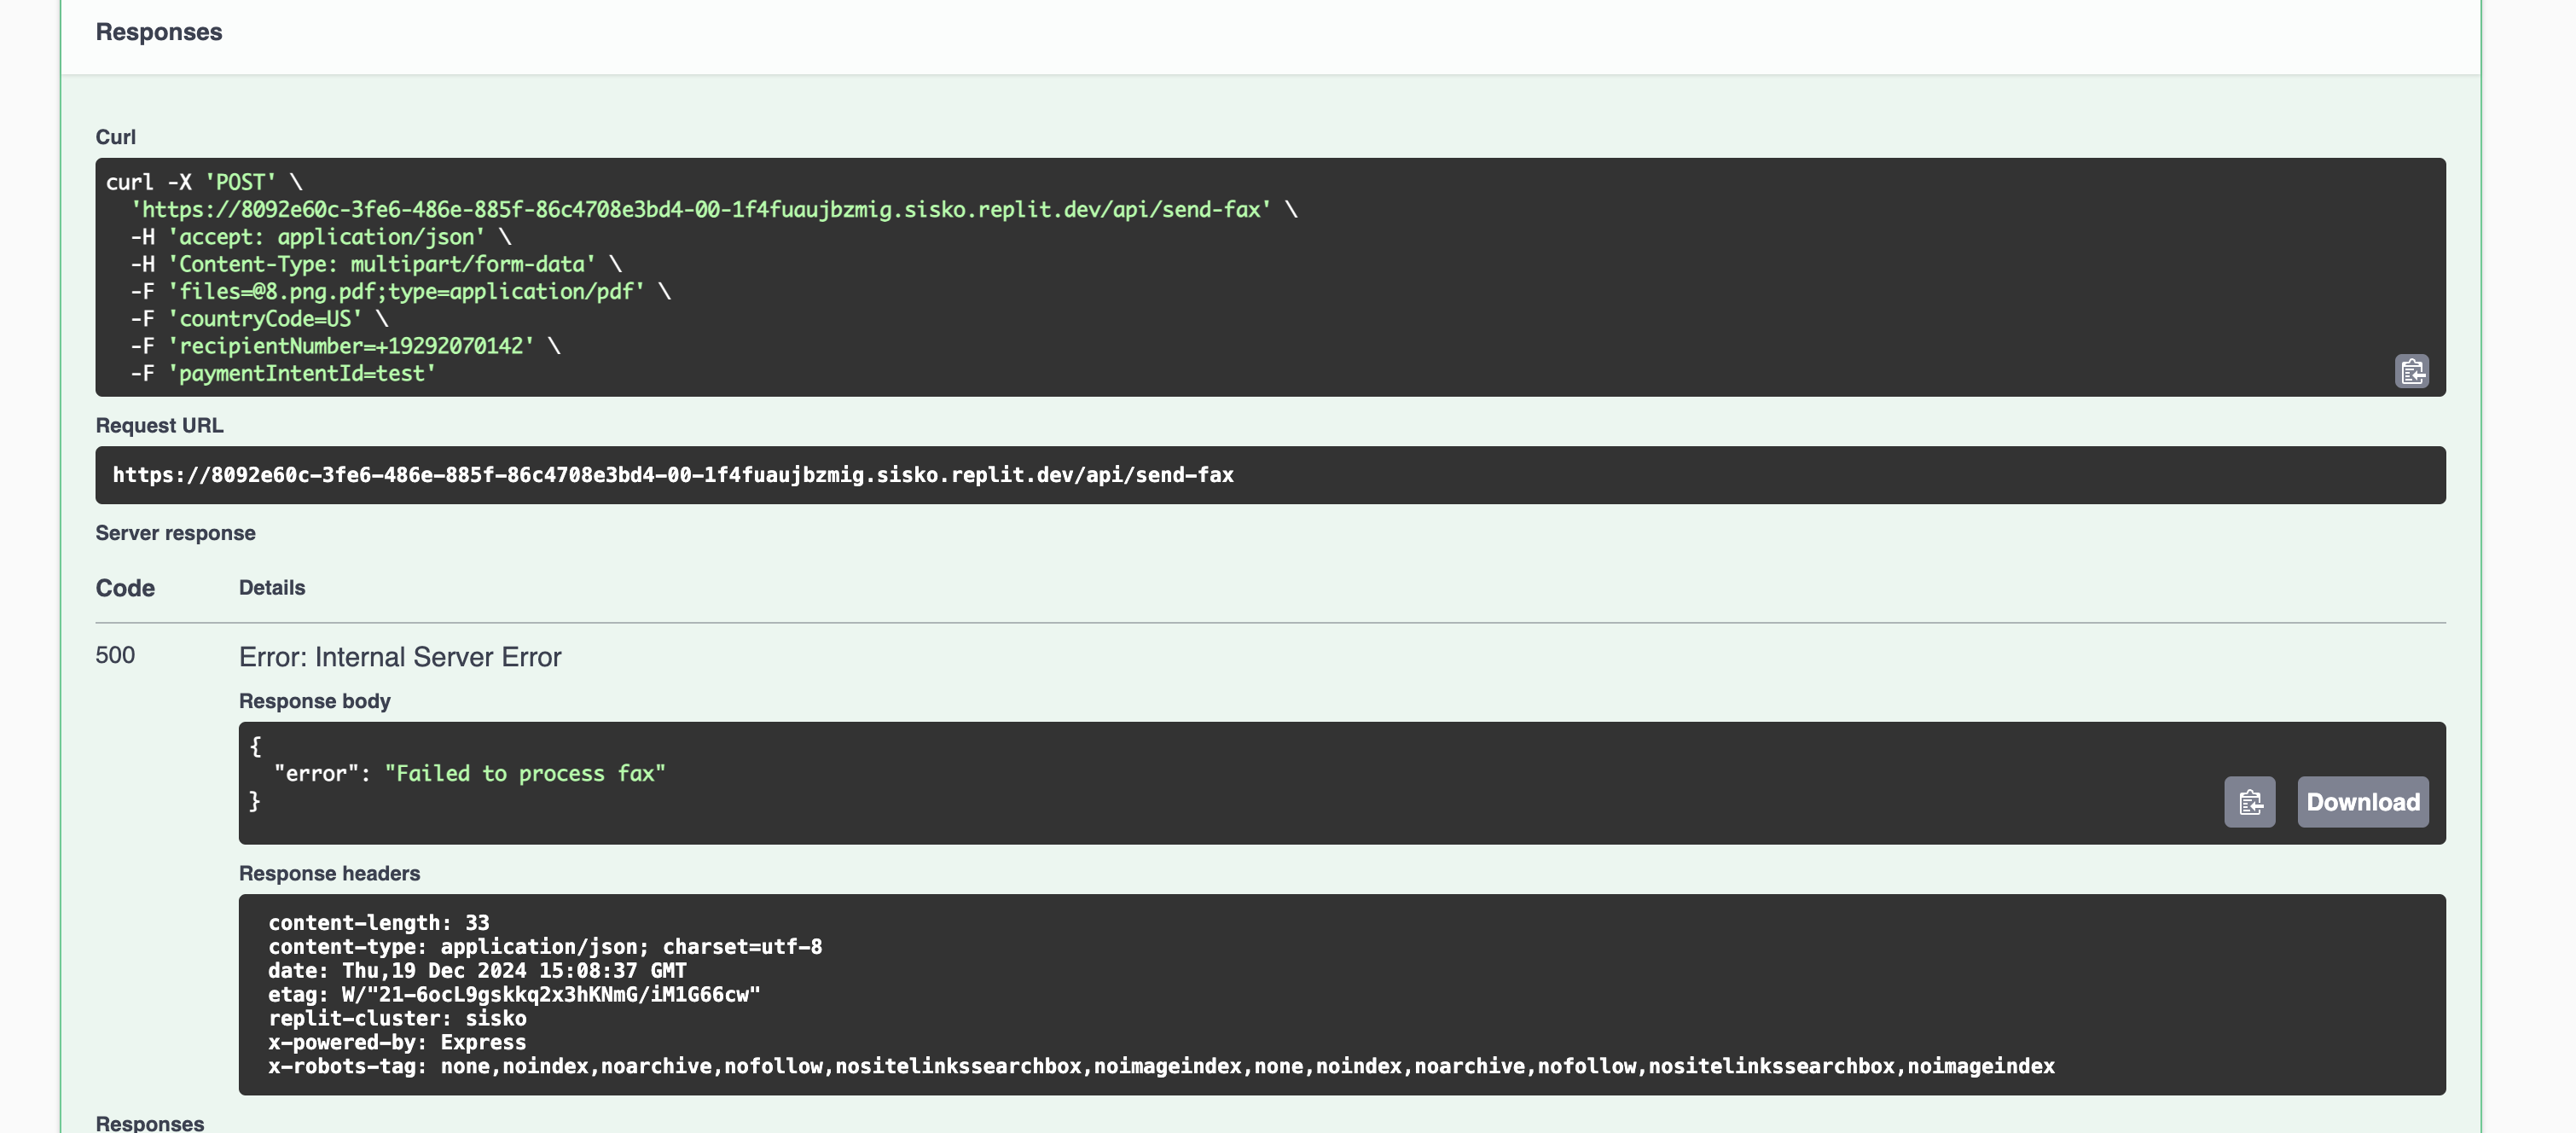 Responses
Curl
curl -X 'POST' \
'https://8092e60c-3fe6-486e-885f-86c4708e3bd4-00-1f4fuaujbzmig.sisko.replit.dev/api/send-fax' \
-H 'accept: application/json' \
-H 'Content-Type: multipart/form-data' \
-F 'files=@8.png.pdf;type=application/pdf' \
-F 'countryCode=US' \
-F 'recipientNumber=+19292070142' \
-F 'paymentIntentId=test'
Request URL
https://8092e60c-3fe6-486e-885f-86c4708e3bd4-00-1f4fuaujbzmig.sisko.replit.dev/api/send-fax
Server response
Code Details
500 Error: Internal Server Error
Response body
{
"error": "Failed to process fax"
}
Download
Response headers
content-length: 33
content-type: application/json; charset=utf-8
date: Thu,19 Dec 2024 15:08:37 GMT
etag: W/"21-6ocL9gskkq2x3hKNmG/iM1G66cw"
replit-cluster: sisko
x-powered-by: Express
x-robots-tag: none,noindex,noarchive,nofollow,nositelinkssearchbox,noimageindex,none,noindex,noarchive,nofollow,nositelinkssearchbox,noimageindex
Responses